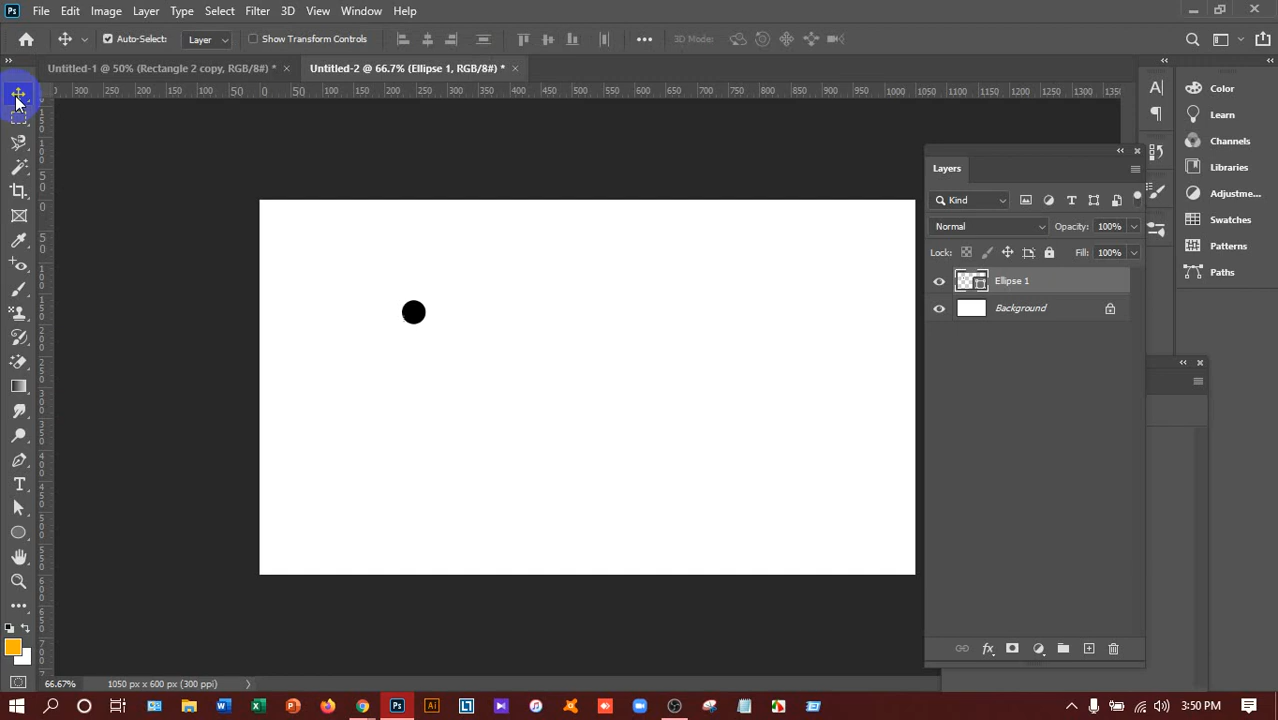 Ps File Edit Image Layer Type Select Filter 3D View Window Help
Auto-Select: Layer Show Transform Controls 3D Mode:
Untitled-1 @ 50% (Rectangle 2 copy, RGB/8#) * Untitled-2 @ 66.7% (Ellipse 1, RGB/8#) *
300 250 200 150 100 50 0 50 100 150 200 250 300 350 400 450 500 550 600 650 700 750 800 850 900 950 1000 1050 1100 1150 1200 1250 1300 1350
Color
Learn
Channels
Libraries
Adjustme...
Swatches
Patterns
Paths
Layers
Kind
Normal Opacity: 100%
Lock: Fill: 100%
Ellipse 1
Background
66.67% 1050 px x 600 px (300 ppi)
Ps Ai 3:50 PM